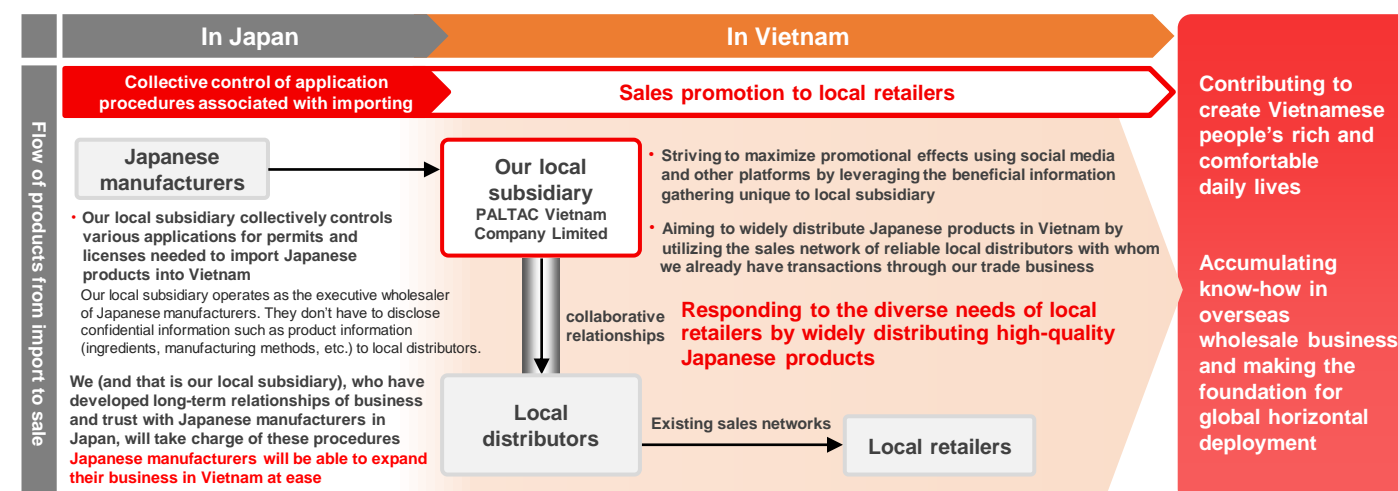 In Japan
In Vietnam
Flow of products from import to sale
Collective control of application
procedures associated with importing
Sales promotion to local retailers
Japanese
manufacturers
• Our local subsidiary collectively controls
various applications for permits and
licenses needed to import Japanese
products into Vietnam
Our local subsidiary operates as the executive wholesaler
of Japanese manufacturers. They don't have to disclose
confidential information such as product information
(ingredients, manufacturing methods, etc.) to local distributors.
We (and that is our local subsidiary), who have
developed long-term relationships of business
and trust with Japanese manufacturers in
Japan, will take charge of these procedures
Japanese manufacturers will be able to expand
their business in Vietnam at ease
Our local
subsidiary
PALTAC Vietnam
Company Limited
• Striving to maximize promotional effects using social media
and other platforms by leveraging the beneficial information
gathering unique to local subsidiary
• Aiming to widely distribute Japanese products in Vietnam by
utilizing the sales network of reliable local distributors with whom
we already have transactions through our trade business
collaborative
relationships
Responding to the diverse needs of local
retailers by widely distributing high-quality
Japanese products
Local
distributors
Existing sales networks
Local retailers
Contributing to
create Vietnamese
people's rich and
comfortable
daily lives
Accumulating
know-how in
overseas
wholesale business
and making the
foundation for
global horizontal
deployment